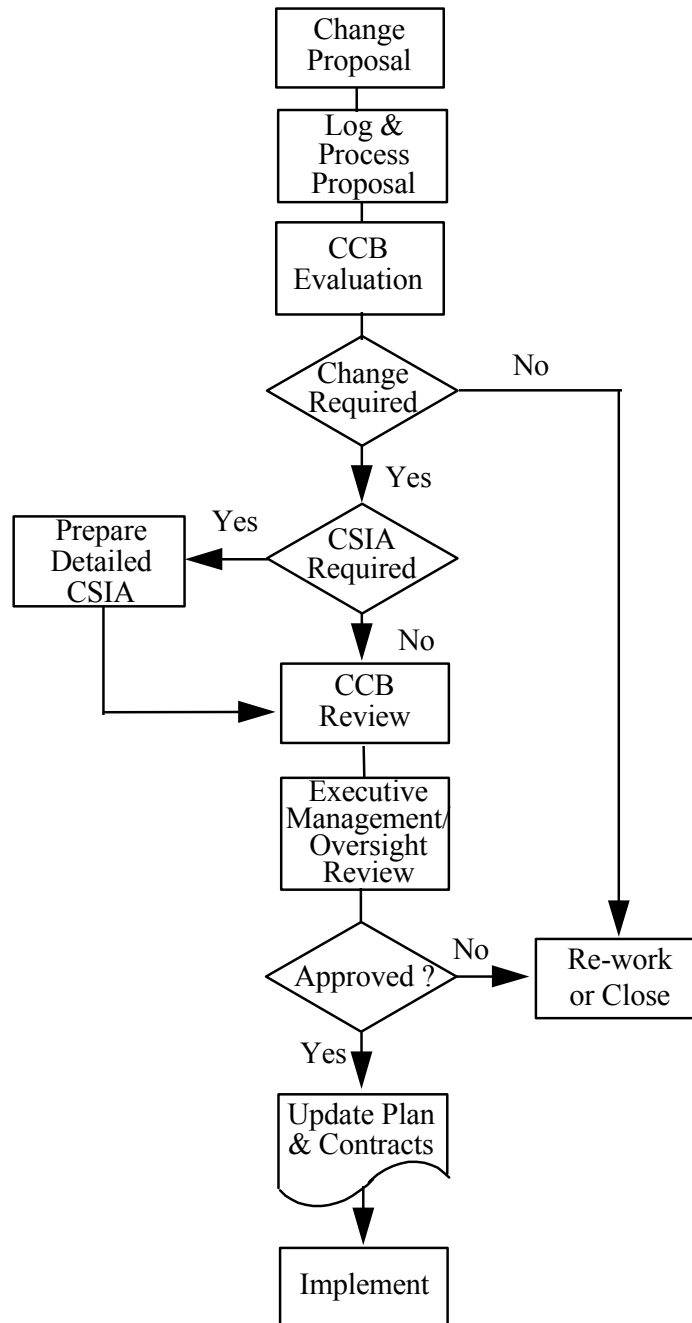 Change
Proposal
Log &
Process
Proposal
CCB
Evaluation
Change
Required
No
Yes
Prepare
Detailed
CSIA
Yes
CSIA
Required
No
CCB
Review
Executive
Management/
Oversight
Review
Approved ?
No
Re-work
or Close
Yes
Update Plan
& Contracts
Implement